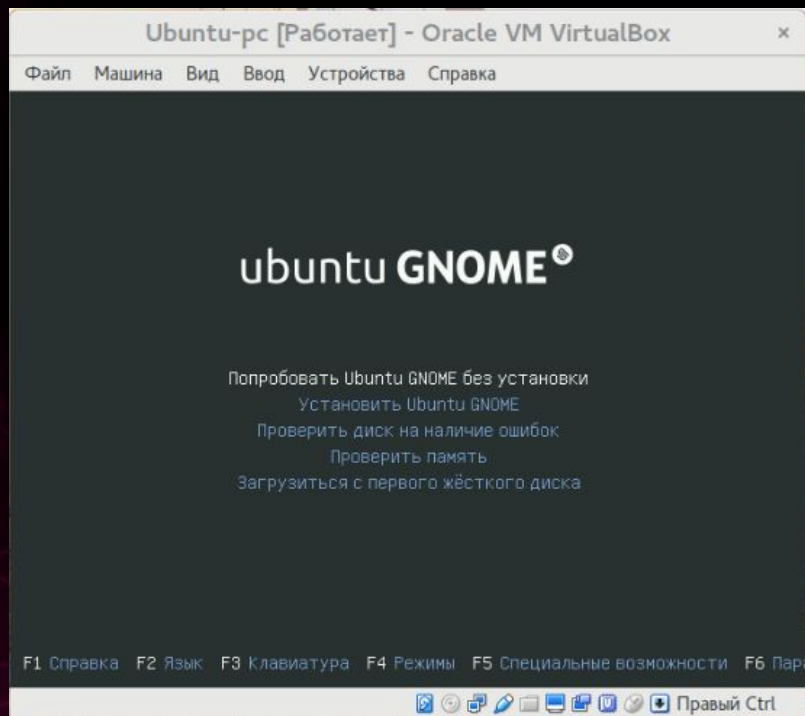 Ubuntu-pc [Работает] - Oracle VM VirtualBox ×
Файл Машина Вид Ввод Устройства Справка
ubuntu GNOME
Попробовать Ubuntu GNOME без установки
Установить Ubuntu GNOME
Проверить диск на наличие ошибок
Проверить память
Загрузиться с первого жёсткого диска
F1 Справка F2 Язык F3 Клавиатура F4 Режимы F5 Специальные возможности F6 Пара
Правый Ctrl